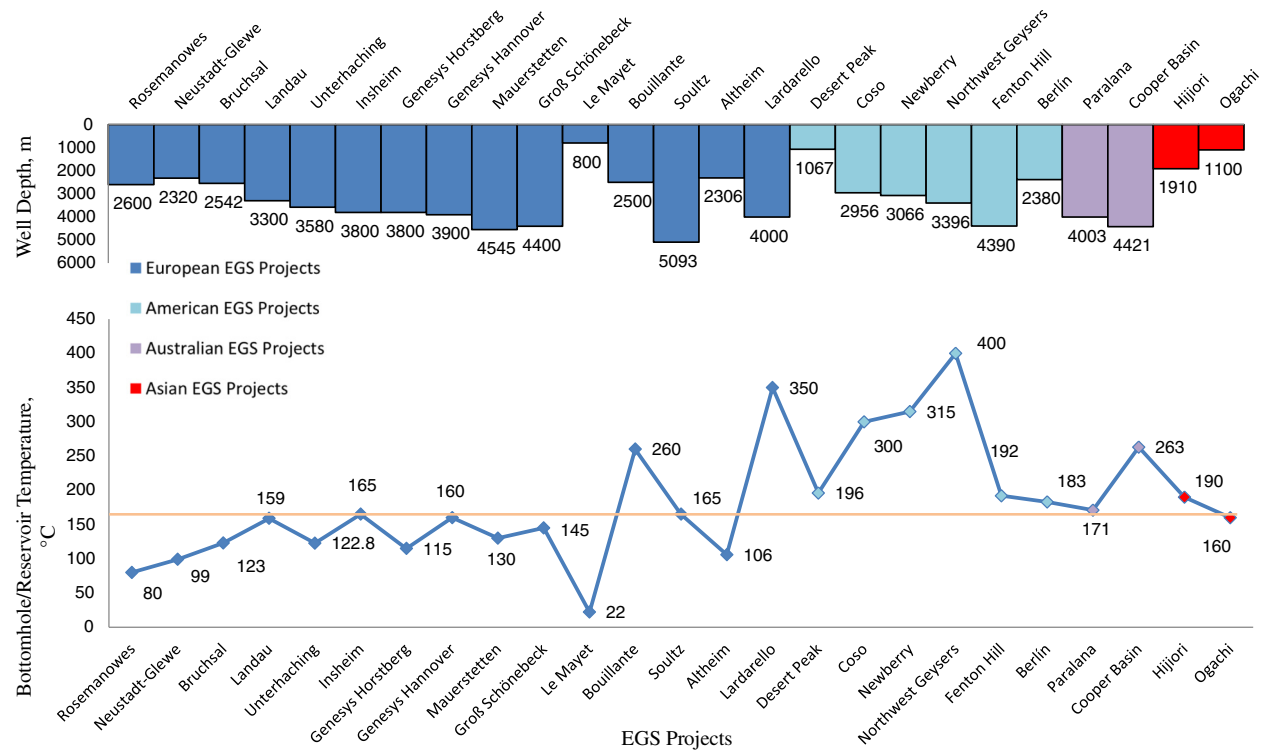 Rosemanowes
Neustadt-Glewe
Bruchsal
Landau
Unterhaching
Insheim
Genesys Horstberg
Genesys Hannover
Mauerstetten
Groß Schönebeck
Le Mayet
Bouillante
Soultz
Altheim
Lardarello
Desert Peak
Coso
Newberry
Northwest Geysers
Fenton Hill
Berlín
Paralana
Cooper Basin
Hijiori
Ogachi
Well Depth, m
0
1000
2000
3000
4000
5000
6000
2600
2320
2542
3300
3580
3800
3800
3900
4545
4400
800
2500
5093
2306
4000
1067
2956
3066
3396
4390
2380
4003
4421
1910
1100
European EGS Projects
American EGS Projects
Australian EGS Projects
Asian EGS Projects
Bottomhole/Reservoir Temperature,
°C
450
400
350
300
250
200
150
100
50
0
80
99
123
159
122.8
165
115
160
130
145
22
260
165
106
350
196
300
315
400
192
183
171
263
190
160
Rosemanowes
Neustadt-Glewe
Bruchsal
Landau
Unterhaching
Insheim
Genesys Horstberg
Genesys Hannover
Mauerstetten
Groß Schönebeck
Le Mayet
Bouillante
Soultz
Altheim
Lardarello
Desert Peak
Coso
Newberry
Northwest Geysers
Fenton Hill
Berlín
Paralana
Cooper Basin
Hijiori
Ogachi
EGS Projects